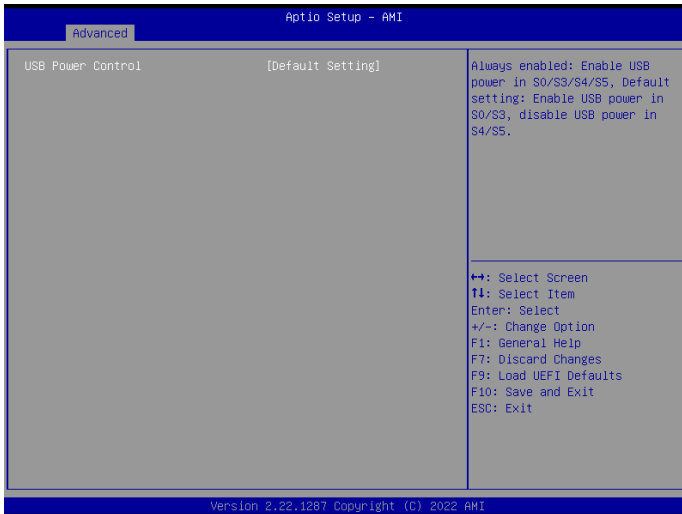 Aptio Setup – AMI
Advanced
USB Power Control [Default Setting]
Always enabled: Enable USB
power in S0/S3/S4/S5, Default
setting: Enable USB power in
S0/S3, disable USB power in
S4/S5.
↔: Select Screen
↑↓: Select Item
Enter: Select
+/-: Change Option
F1: General Help
F7: Discard Changes
F9: Load UEFI Defaults
F10: Save and Exit
ESC: Exit
Version 2.22.1287 Copyright (C) 2022 AMI